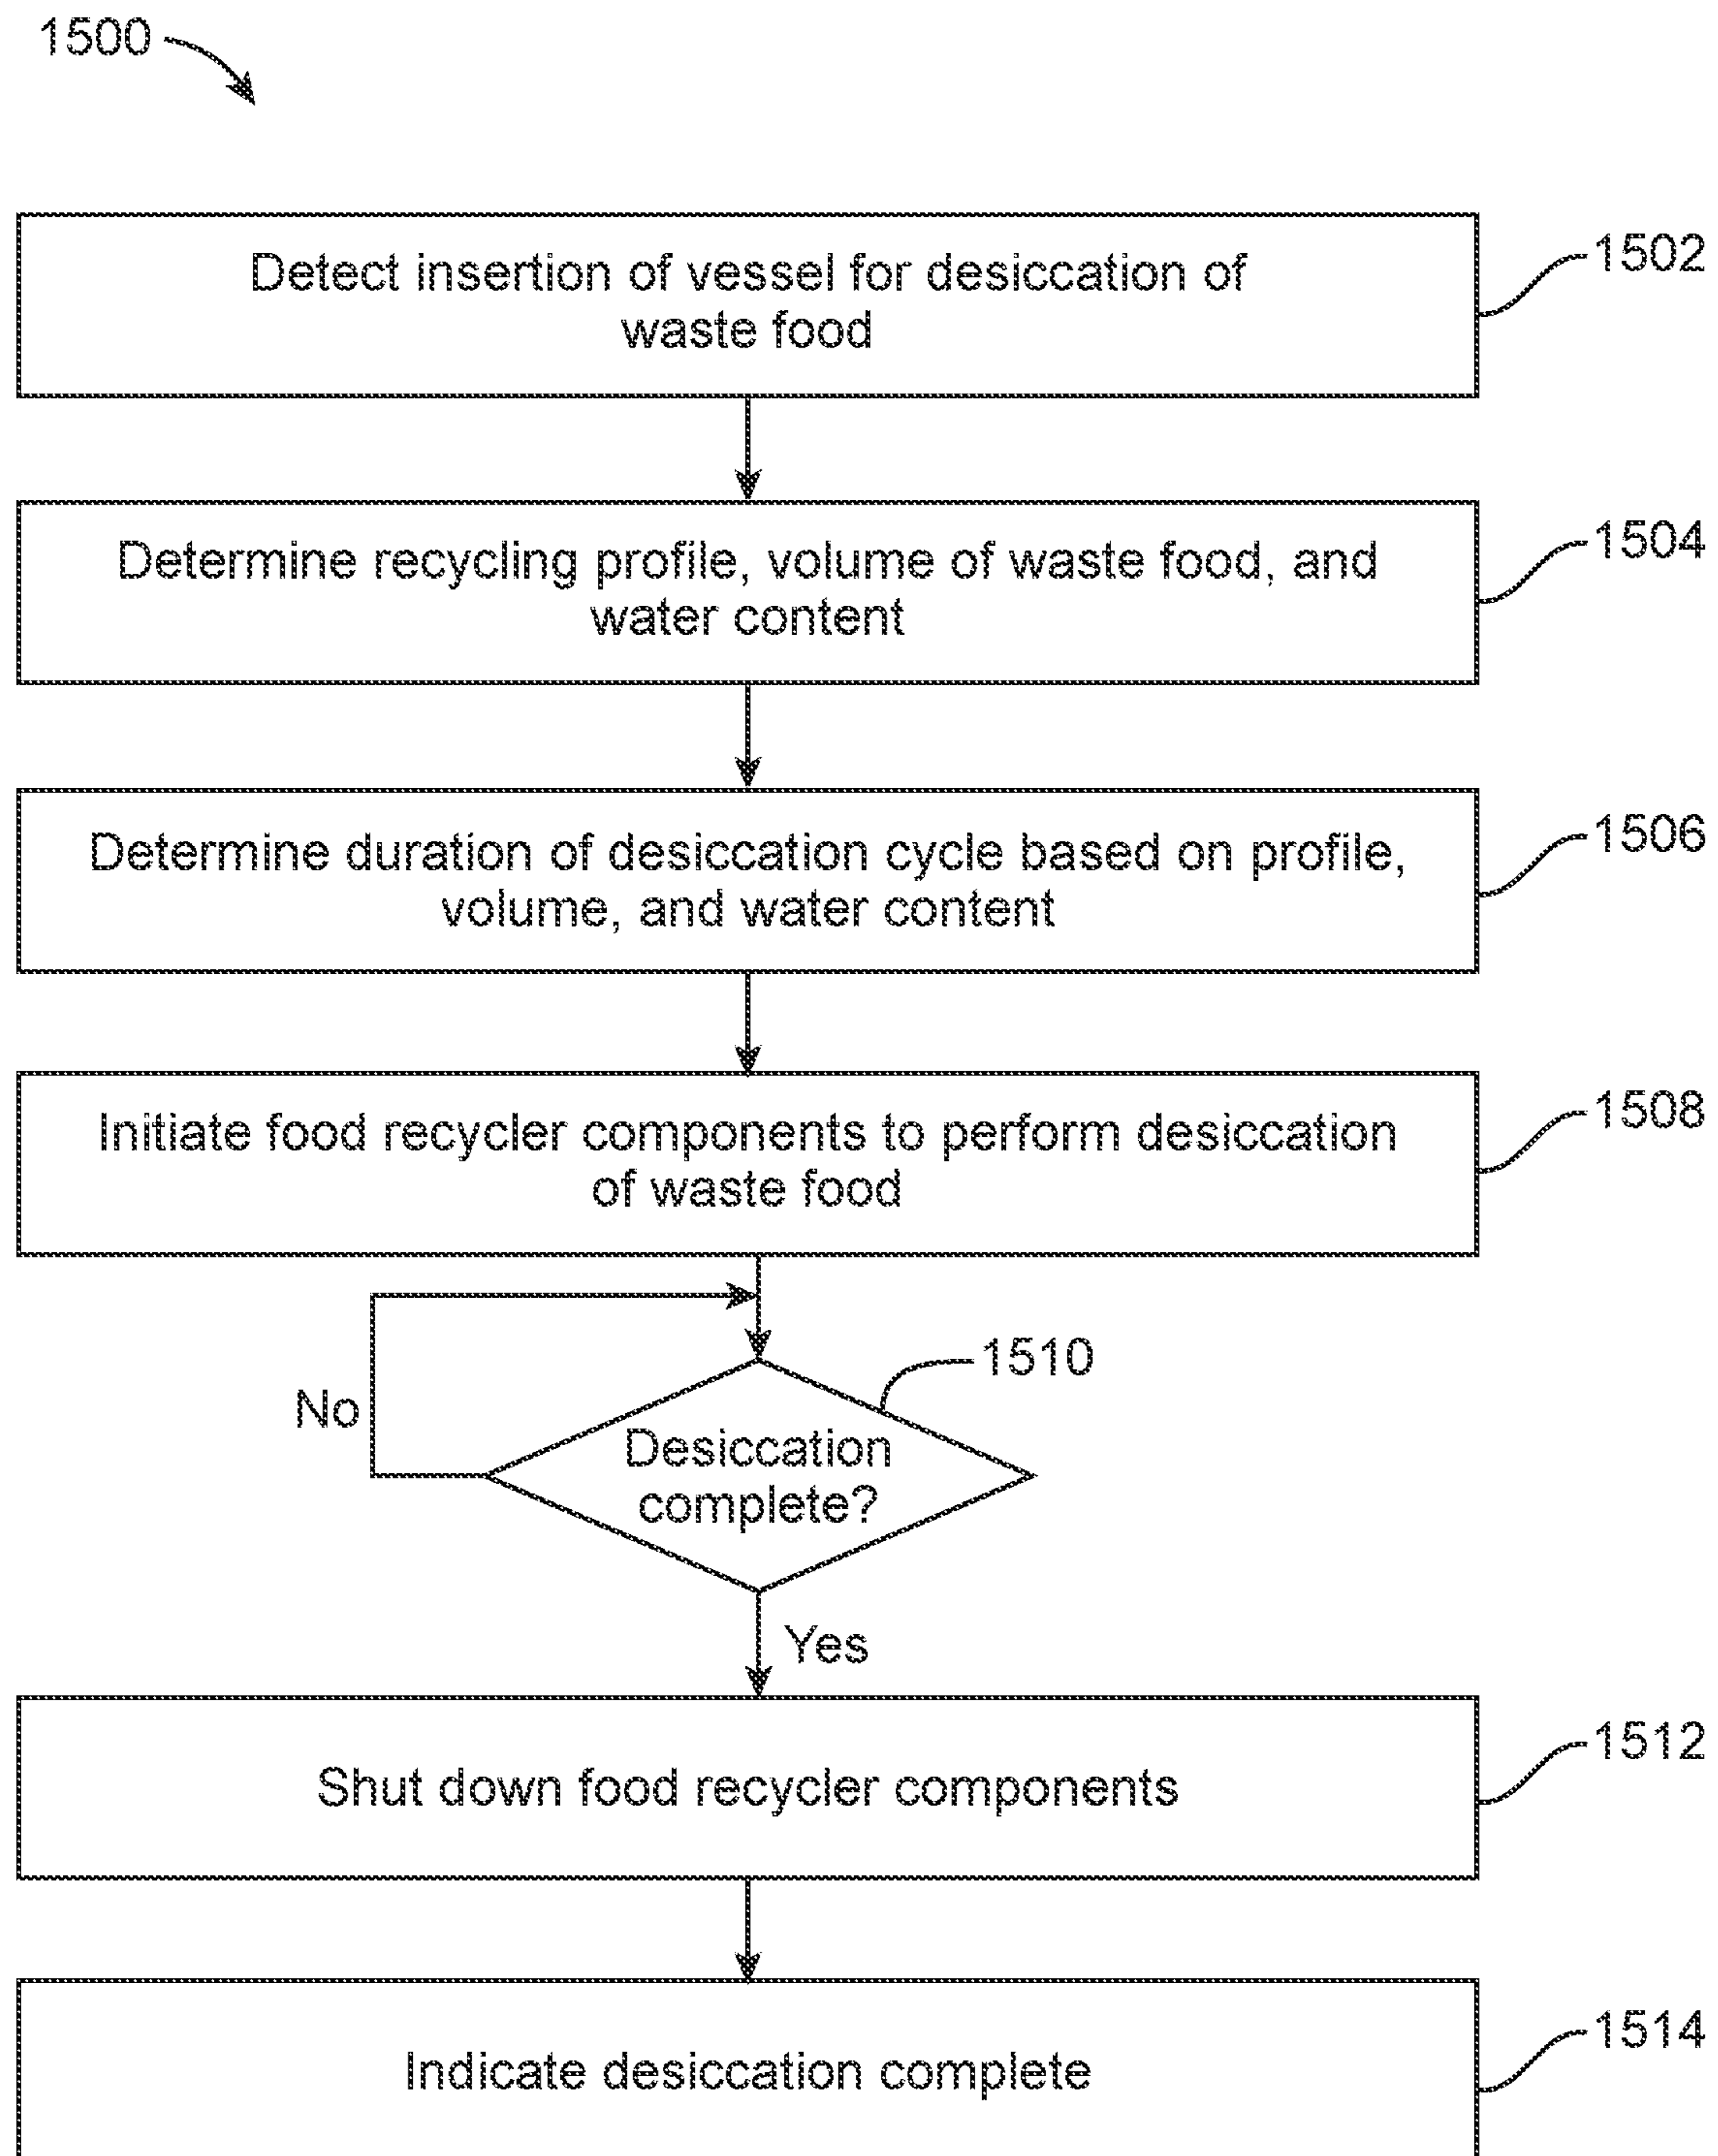 1500
Detect insertion of vessel for desiccation of
waste food
1502
Determine recycling profile, volume of waste food, and
water content
1504
Determine duration of desiccation cycle based on profile,
volume, and water content
1506
Initiate food recycler components to perform desiccation
of waste food
1508
No
1510
Desiccation
complete?
Yes
Shut down food recycler components
1512
Indicate desiccation complete
1514